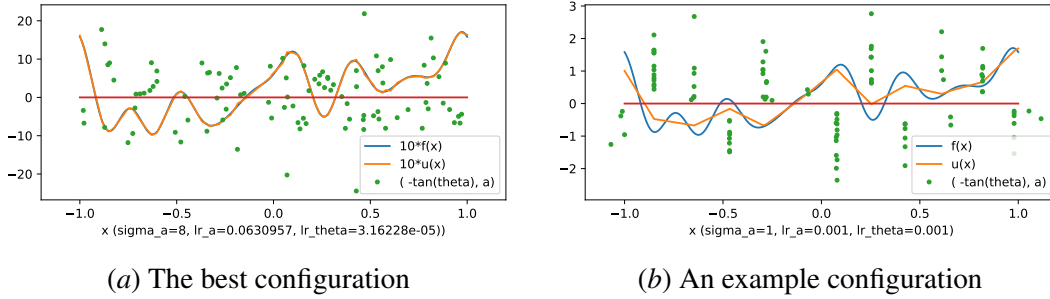 20
10
0
−10
−20
10*f(x)
10*u(x)
( -tan(theta), a)
−1.0 −0.5 0.0 0.5 1.0
x (sigma_a=8, lr_a=0.0630957, lr_theta=3.16228e-05))
(a) The best configuration
3
2
1
0
−1
−2
f(x)
u(x)
( -tan(theta), a)
−1.0 −0.5 0.0 0.5 1.0
x (sigma_a=1, lr_a=0.001, lr_theta=0.001)
(b) An example configuration